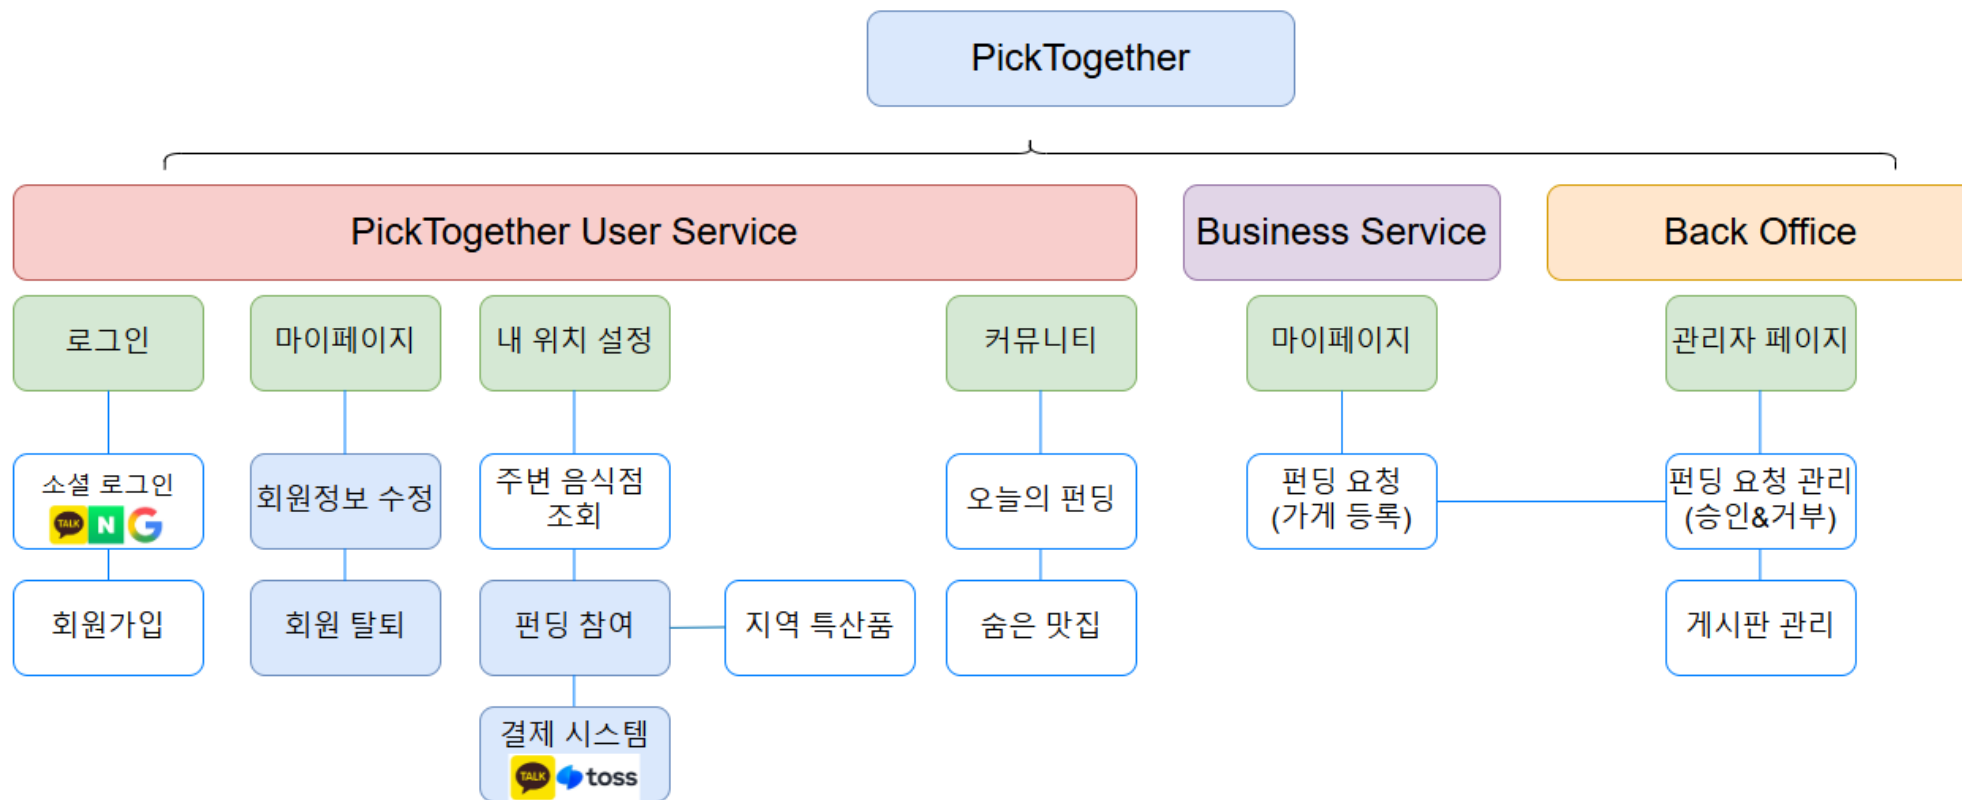 PickTogether
PickTogether User Service
Business Service
Back Office
로그인
마이페이지
내 위치 설정
커뮤니티
마이페이지
관리자 페이지
소셜 로그인
TALK
N
G
회원정보 수정
주변 음식점
조회
오늘의 펀딩
펀딩 요청
(가게 등록)
펀딩 요청 관리
(승인&거부)
회원가입
회원 탈퇴
펀딩 참여
지역 특산품
숨은 맛집
게시판 관리
결제 시스템
TALK
toss